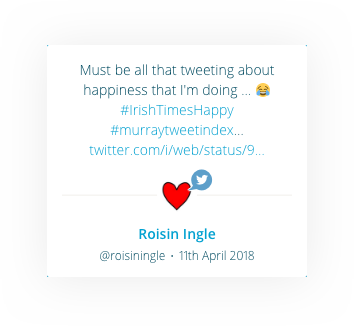 Must be all that tweeting about
happiness that I'm doing ... 😂
#IrishTimesHappy
#murraytweetindex...
twitter.com/i/web/status/9...
Roisin Ingle
@roisiningle • 11th April 2018